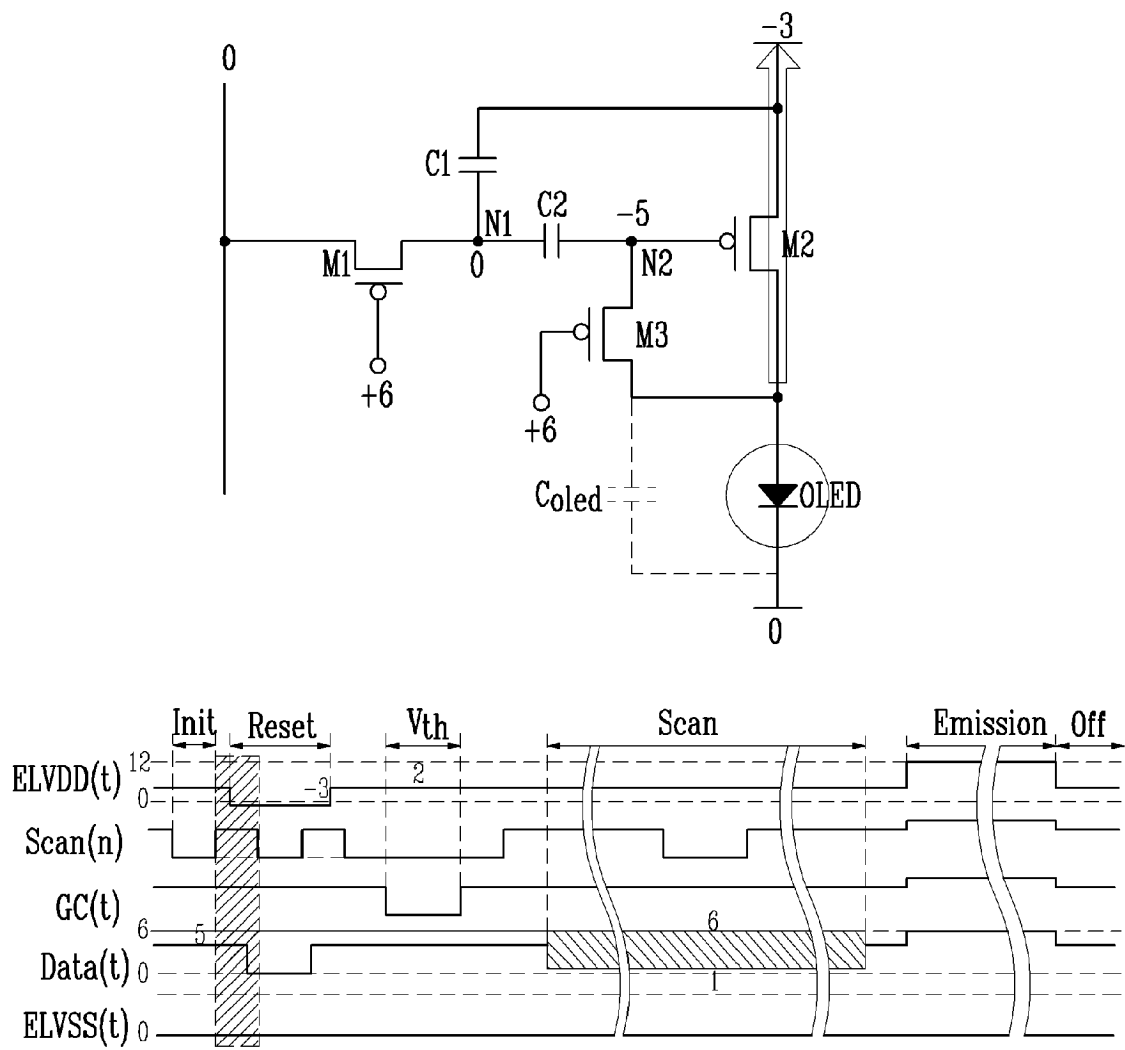 0
-3
C1
N1
C2
-5
0
M1
N2
M2
M3
+6
+6
Coled
OLED
0
Init
Reset
Vth
Scan
Emission
Off
ELVDD(t)
12
0
-3
2
Scan(n)
GC(t)
Data(t)
6
5
0
6
1
ELVSS(t)
0